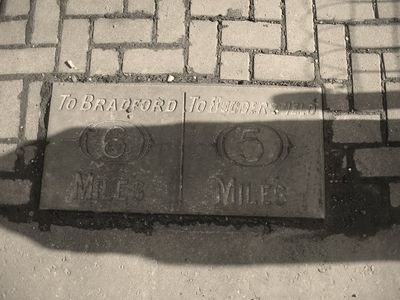 To Bradford
6
Miles
To Huddersfield
5
Miles